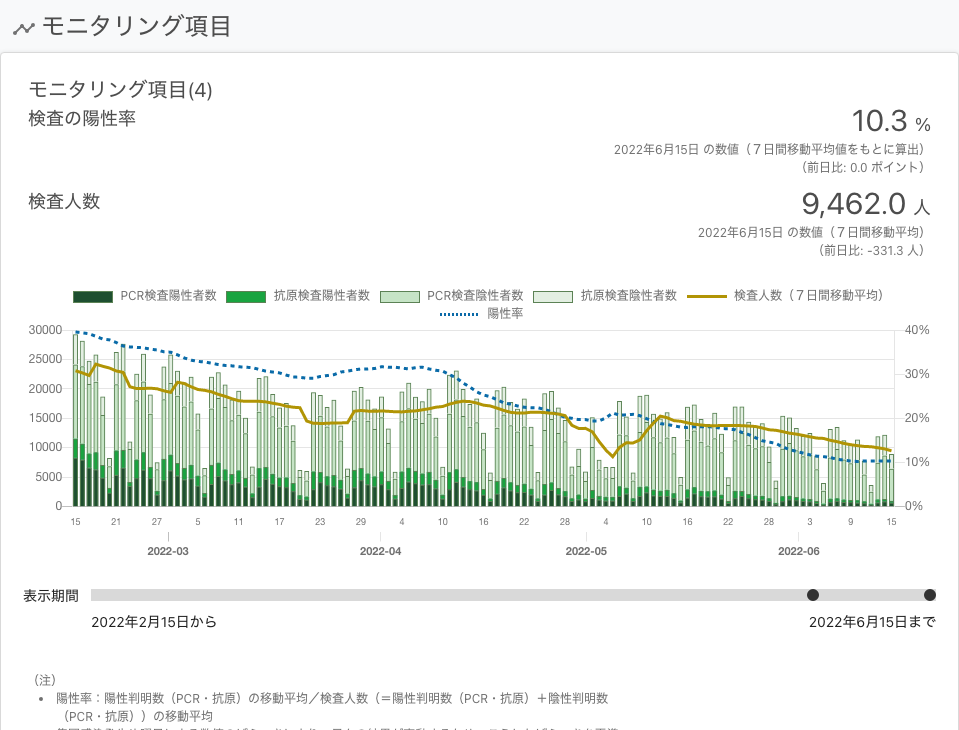 モニタリング項目
モニタリング項目(4)
検査の陽性率
10.3 %
2022年6月15日 の数値（７日間移動平均値をもとに算出）
（前日比: 0.0 ポイント）
検査人数
9,462.0 人
2022年6月15日 の数値（７日間移動平均）
（前日比: -331.3 人）
PCR検査陽性者数 抗原検査陽性者数 PCR検査陰性者数 抗原検査陰性者数 検査人数（７日間移動平均）
陽性率
30000 40%
25000
30%
20000
15000 20%
10000
10%
5000
0 0%
15 21 27 5 11 17 23 29 4 10 16 22 28 4 10 16 22 28 3 9 15
2022-03 2022-04 2022-05 2022-06
表示期間
2022年2月15日から 2022年6月15日まで
（注）
• 陽性率：陽性判明数（PCR・抗原）の移動平均／検査人数（＝陽性判明数（PCR・抗原）＋陰性判明数
（PCR・抗原））の移動平均